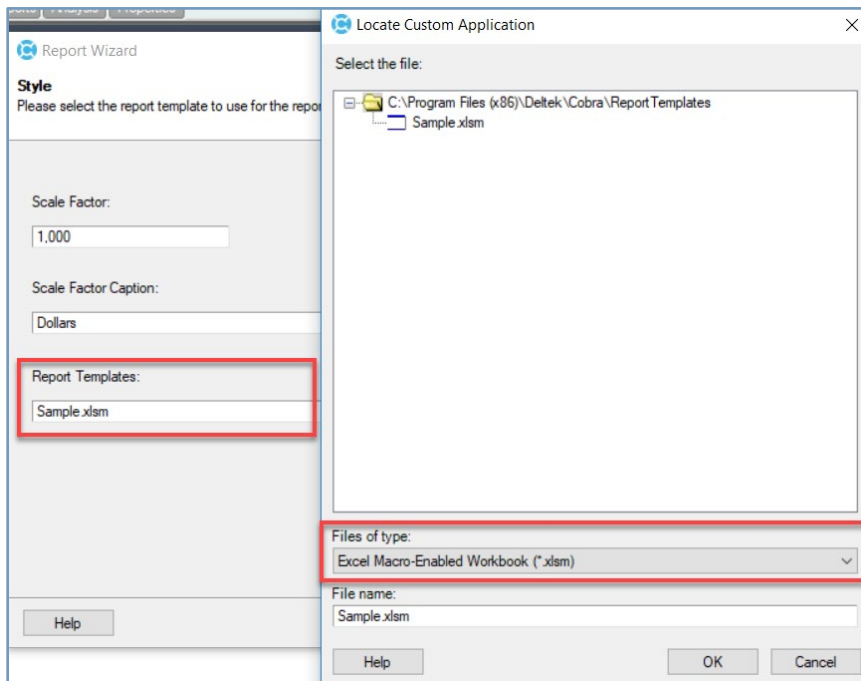 Analysis Properties
Report Wizard
Style
Please select the report template to use for the repor
Scale Factor:
1,000
Scale Factor Caption:
Dollars
Report Templates:
Sample.xlsm
Help
Locate Custom Application
Select the file:
C:\Program Files (x86)\Deltek\Cobra\ReportTemplates
Sample.xlsm
Files of type:
Excel Macro-Enabled Workbook (*.xlsm)
File name:
Sample.xlsm
Help OK Cancel